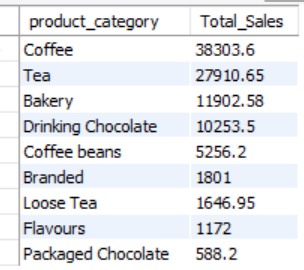 product_category Total_Sales
Coffee 38303.6
Tea 27910.65
Bakery 11902.58
Drinking Chocolate 10253.5
Coffee beans 5256.2
Branded 1801
Loose Tea 1646.95
Flavours 1172
Packaged Chocolate 588.2